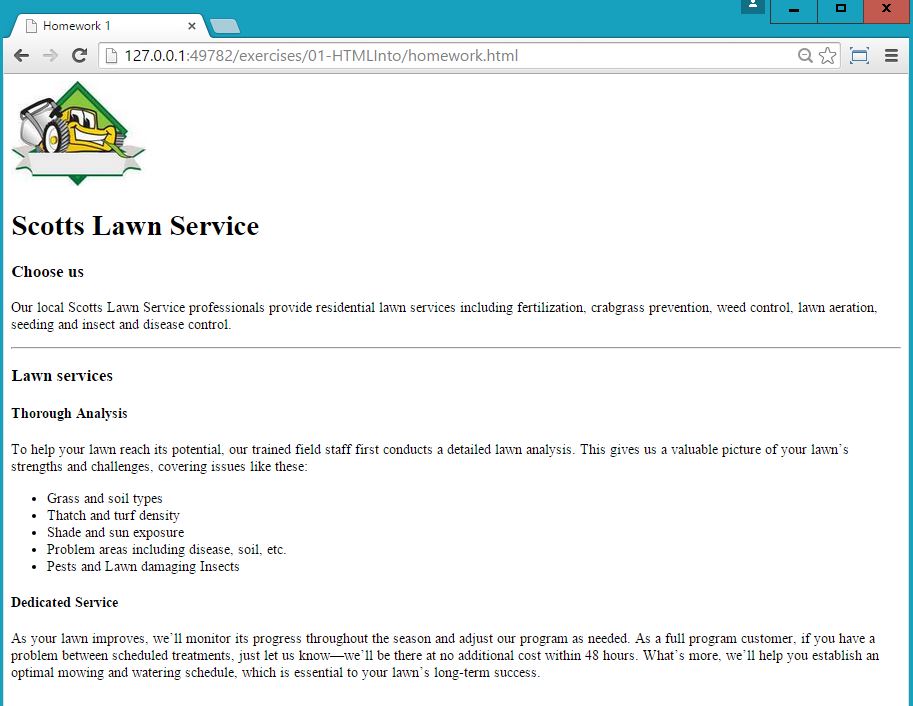 Homework 1
127.0.0.1:49782/exercises/01-HTMLInto/homework.html
Scotts Lawn Service
Choose us
Our local Scotts Lawn Service professionals provide residential lawn services including fertilization, crabgrass prevention, weed control, lawn aeration,
seeding and insect and disease control.
Lawn services
Thorough Analysis
To help your lawn reach its potential, our trained field staff first conducts a detailed lawn analysis. This gives us a valuable picture of your lawn’s
strengths and challenges, covering issues like these:
• Grass and soil types
• Thatch and turf density
• Shade and sun exposure
• Problem areas including disease, soil, etc.
• Pests and Lawn damaging Insects
Dedicated Service
As your lawn improves, we’ll monitor its progress throughout the season and adjust our program as needed. As a full program customer, if you have a
problem between scheduled treatments, just let us know—we’ll be there at no additional cost within 48 hours. What’s more, we’ll help you establish an
optimal mowing and watering schedule, which is essential to your lawn’s long-term success.